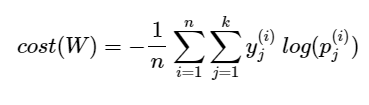 cost(W) = −\frac{1}{n} \sum_{i=1}^{n} \sum_{j=1}^{k} y_j^{(i)} log(p_j^{(i)})